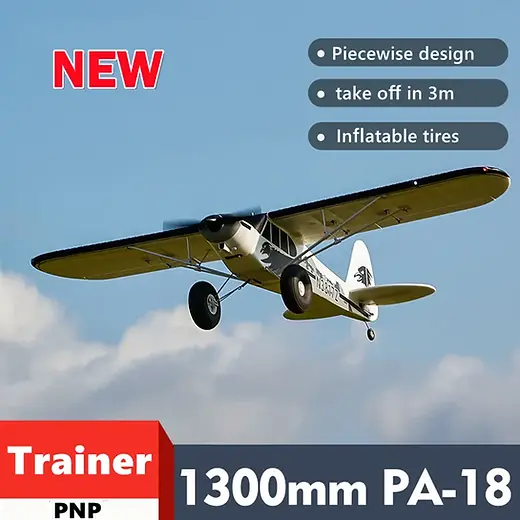 NEW
Piecewise design
take off in 3m
Inflatable tires
Trainer
PNP
1300mm PA-18